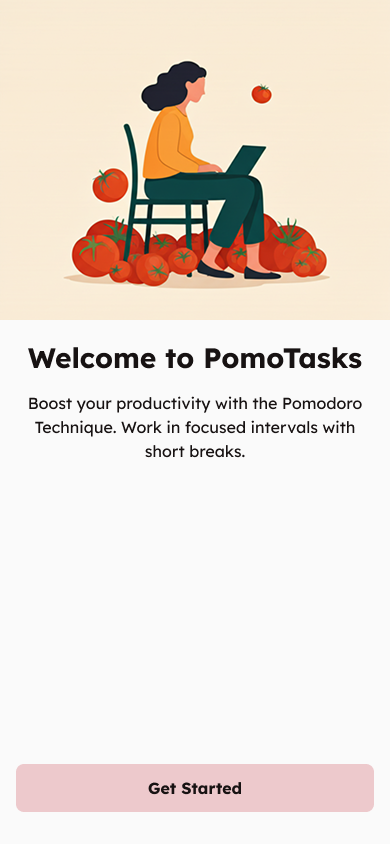 Welcome to PomoTasks
Boost your productivity with the Pomodoro
Technique. Work in focused intervals with
short breaks.
Get Started